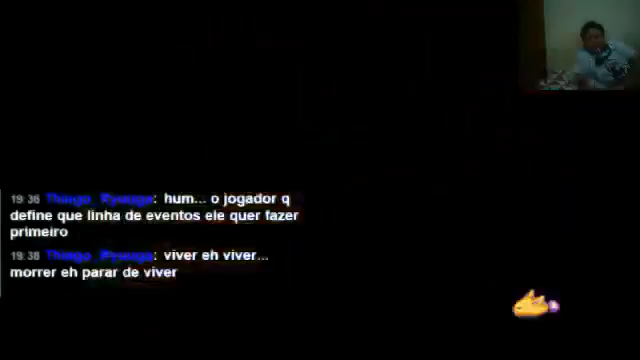 19:36 Thiago_Ryuuga: hum... o jogador q
define que linha de eventos ele quer fazer
primeiro
19:38 Thiago_Ryuuga: viver eh viver...
morrer eh parar de viver